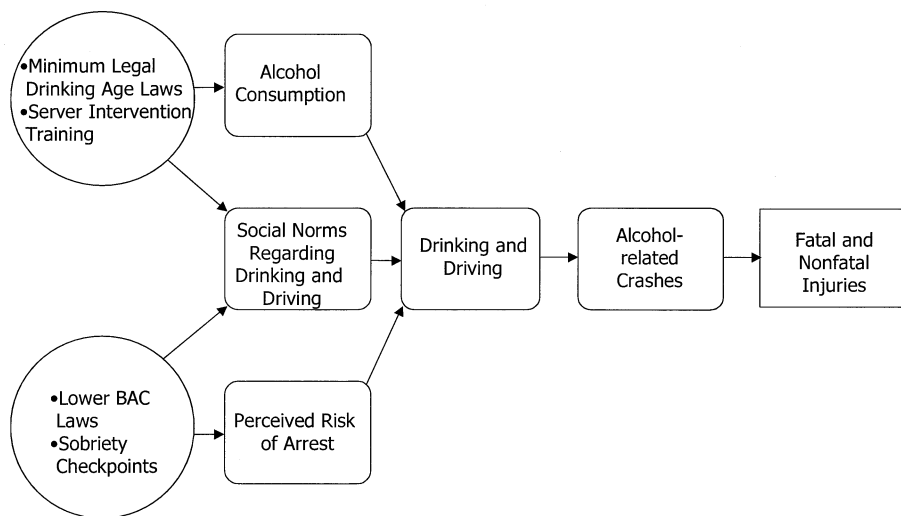 •Minimum Legal
Drinking Age Laws
•Server Intervention
Training
Alcohol
Consumption
Social Norms
Regarding
Drinking and
Driving
Drinking and
Driving
Alcohol-
related
Crashes
Fatal and
Nonfatal
Injuries
•Lower BAC
Laws
•Sobriety
Checkpoints
Perceived Risk
of Arrest